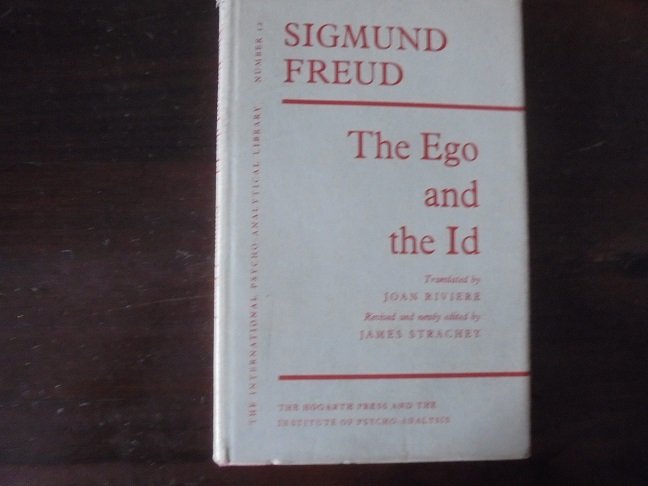 SIGMUND
FREUD
The Ego
and
the Id
Translated by
JOAN RIVIERE
Revised and newly edited by
JAMES STRACHEY
THE HOGARTH PRESS AND THE
INSTITUTE OF PSYCHO-ANALYSIS
THE INTERNATIONAL PSYCHO-ANALYTICAL LIBRARY NUMBER 12